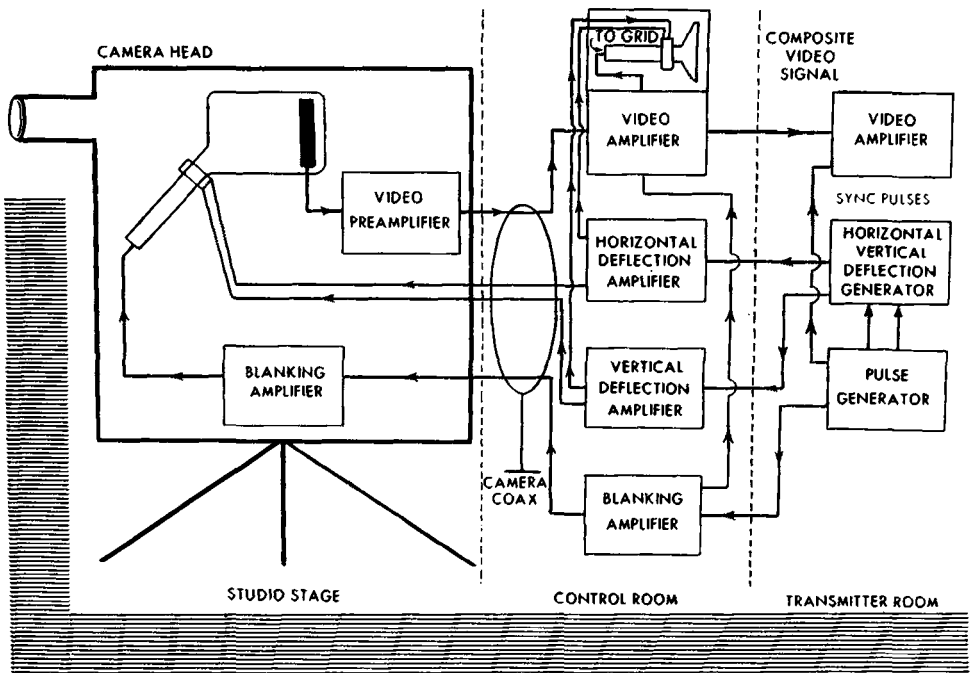 CAMERA HEAD
VIDEO
PREAMPLIFIER
BLANKING
AMPLIFIER
STUDIO STAGE
TO GRID
VIDEO
AMPLIFIER
HORIZONTAL
DEFLECTION
AMPLIFIER
VERTICAL
DEFLECTION
AMPLIFIER
CAMERA
COAX
BLANKING
AMPLIFIER
CONTROL ROOM
COMPOSITE
VIDEO
SIGNAL
VIDEO
AMPLIFIER
SYNC PULSES
HORIZONTAL
VERTICAL
DEFLECTION
GENERATOR
PULSE
GENERATOR
TRANSMITTER ROOM